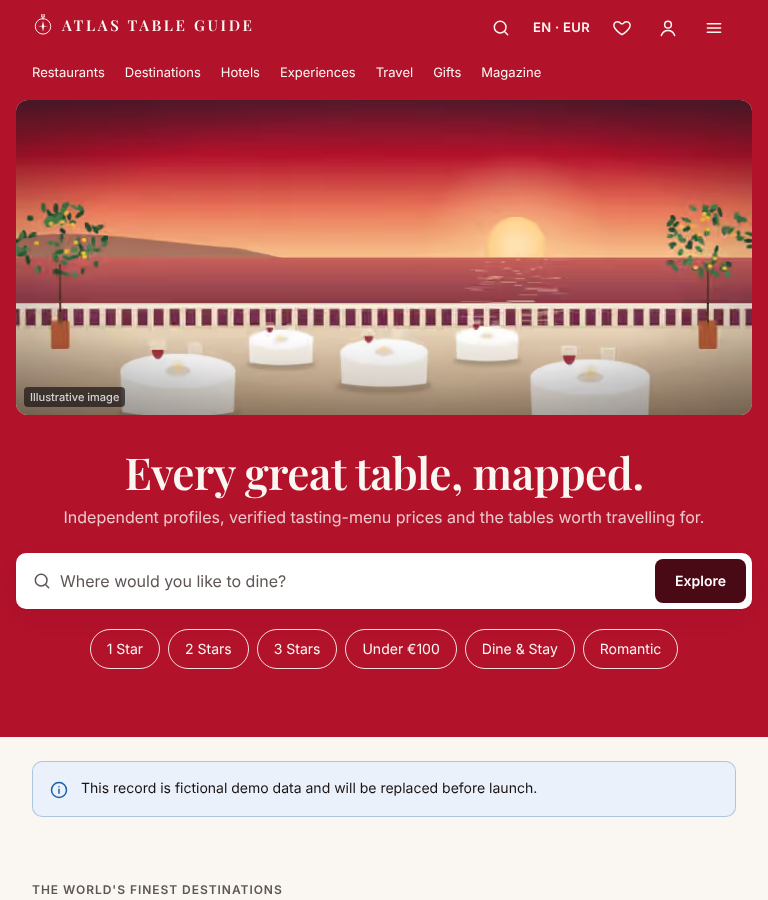 ATLAS TABLE GUIDE
EN · EUR
Restaurants Destinations Hotels Experiences Travel Gifts Magazine
Illustrative image
Every great table, mapped.
Independent profiles, verified tasting-menu prices and the tables worth travelling for.
Where would you like to dine? Explore
1 Star 2 Stars 3 Stars Under €100 Dine & Stay Romantic
This record is fictional demo data and will be replaced before launch.
THE WORLD'S FINEST DESTINATIONS